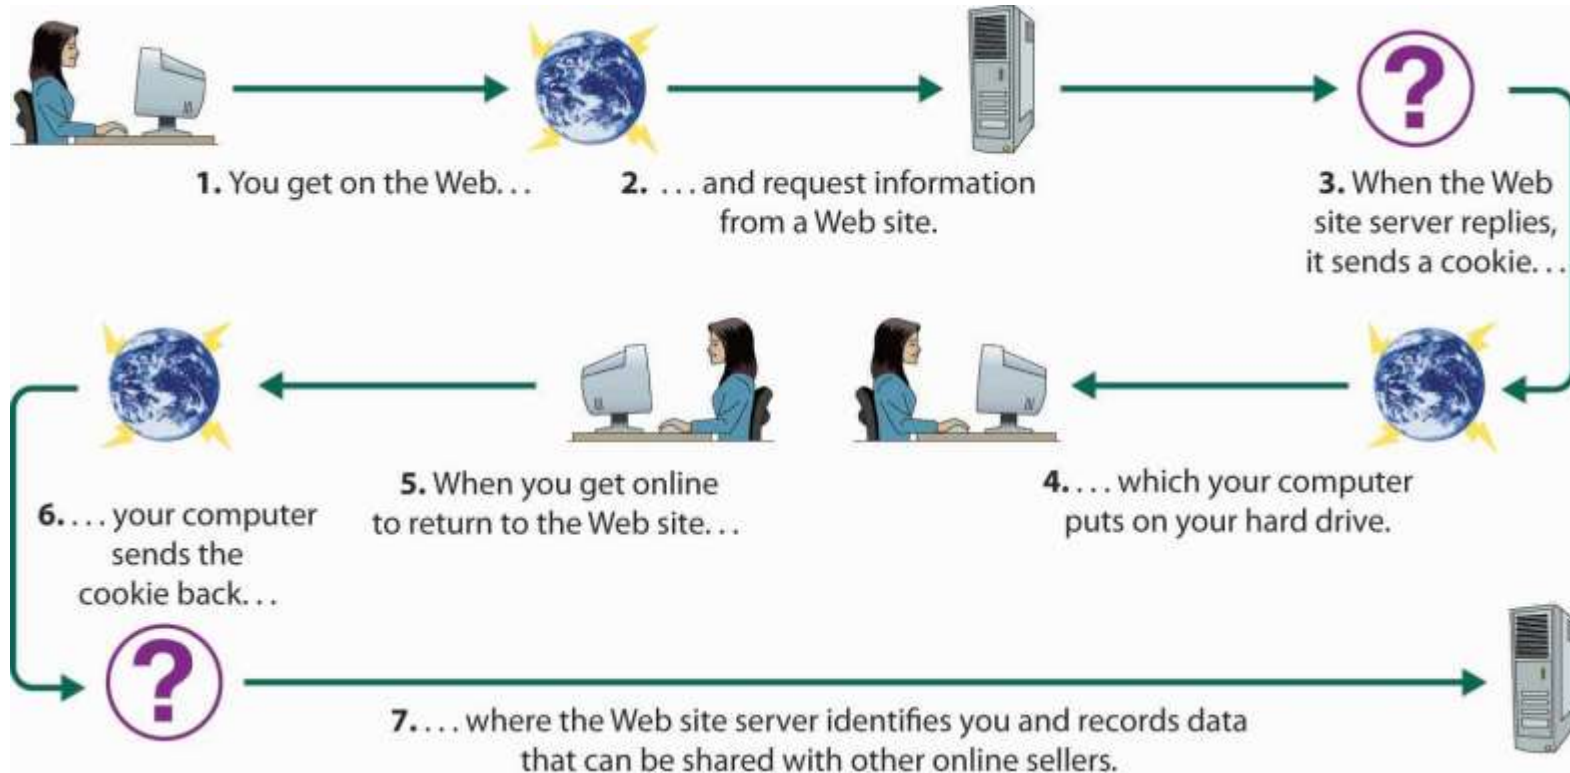 1. You get on the Web. . .
2. . . . and request information
from a Web site.
3. When the Web
site server replies,
it sends a cookie. . .
4. . . . which your computer
puts on your hard drive.
5. When you get online
to return to the Web site. . .
6. . . . your computer
sends the
cookie back. . .
?
?
7. . . . where the Web site server identifies you and records data
that can be shared with other online sellers.